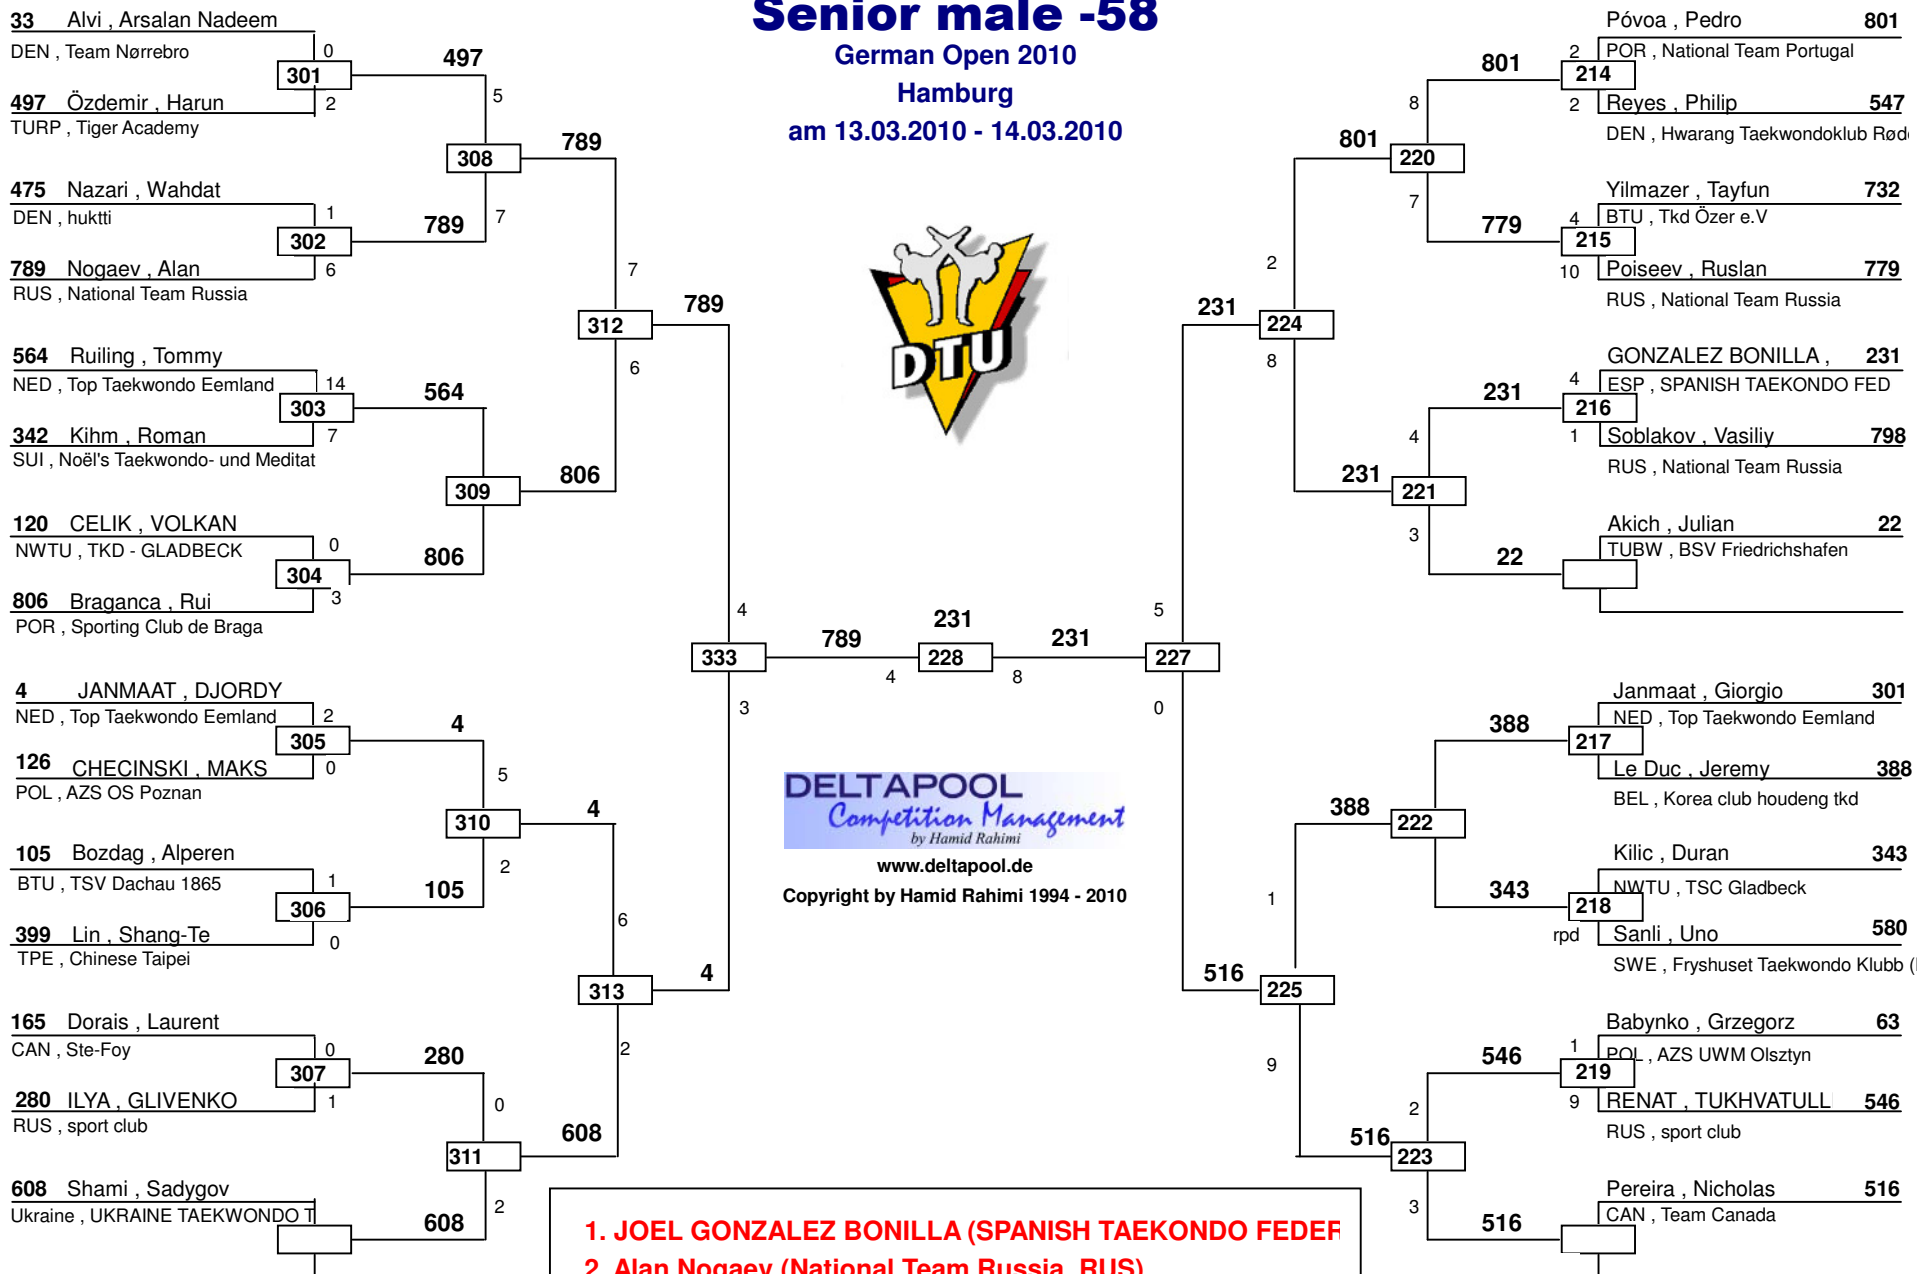 Senior male -58
German Open 2010
Hamburg
am 13.03.2010 - 14.03.2010
33 Alvi , Arsalan Nadeem
DEN , Team Nørrebro
0
301
497
497 Özdemir , Harun
2
TURP , Tiger Academy
5
308
789
475 Nazari , Wahdat
DEN , huktti
1
302
789
7
789 Nogaev , Alan
6
RUS , National Team Russia
7
312
789
6
564 Ruiling , Tommy
NED , Top Taekwondo Eemland
14
303
564
342 Kihm , Roman
7
SUI , Noël's Taekwondo- und Meditat
309
806
120 CELIK , VOLKAN
NWTU , TKD - GLADBECK
0
304
806
806 Braganca , Rui
3
POR , Sporting Club de Braga
4
333
789
4
3
4 JANMAAT , DJORDY
NED , Top Taekwondo Eemland
2
305
4
126 CHECINSKI , MAKS
0
POL , AZS OS Poznan
5
310
4
2
105 Bozdag , Alperen
BTU , TSV Dachau 1865
1
306
105
399 Lin , Shang-Te
0
TPE , Chinese Taipei
6
313
4
2
165 Dorais , Laurent
CAN , Ste-Foy
0
307
280
280 ILYA , GLIVENKO
1
RUS , sport club
0
311
608
2
608 Shami , Sadygov
Ukraine , UKRAINE TAEKWONDO T
608
DTU
231
228
231
8
DELTAPOOL
Competition Management
by Hamid Rahimi
www.deltapool.de
Copyright by Hamid Rahimi 1994 - 2010
Póvoa , Pedro 801
2 POR , National Team Portugal
801
214
2 Reyes , Philip 547
DEN , Hwarang Taekwondoklub Rød
8
801
220
7
Yilmazer , Tayfun 732
4 BTU , Tkd Özer e.V
779
215
10 Poiseev , Ruslan 779
RUS , National Team Russia
2
231
224
8
GONZALEZ BONILLA , 231
4 ESP , SPANISH TAEKONDO FED
231
216
1 Soblakov , Vasiliy 798
RUS , National Team Russia
4
231
221
3
Akich , Julian 22
TUBW , BSV Friedrichshafen
22
5
227
0
Janmaat , Giorgio 301
NED , Top Taekwondo Eemland
388
217
Le Duc , Jeremy 388
BEL , Korea club houdeng tkd
388
222
Kilic , Duran 343
NWTU , TSC Gladbeck
343
218
rpd Sanli , Uno 580
SWE , Fryshuset Taekwondo Klubb (
1
516
225
9
Babynko , Grzegorz 63
1 POL , AZS UWM Olsztyn
546
219
9 RENAT , TUKHVATULL 546
RUS , sport club
2
516
223
3
Pereira , Nicholas 516
CAN , Team Canada
516
1. JOEL GONZALEZ BONILLA (SPANISH TAEKONDO FEDER
2. Alan Nogaev (National Team Russia, RUS)